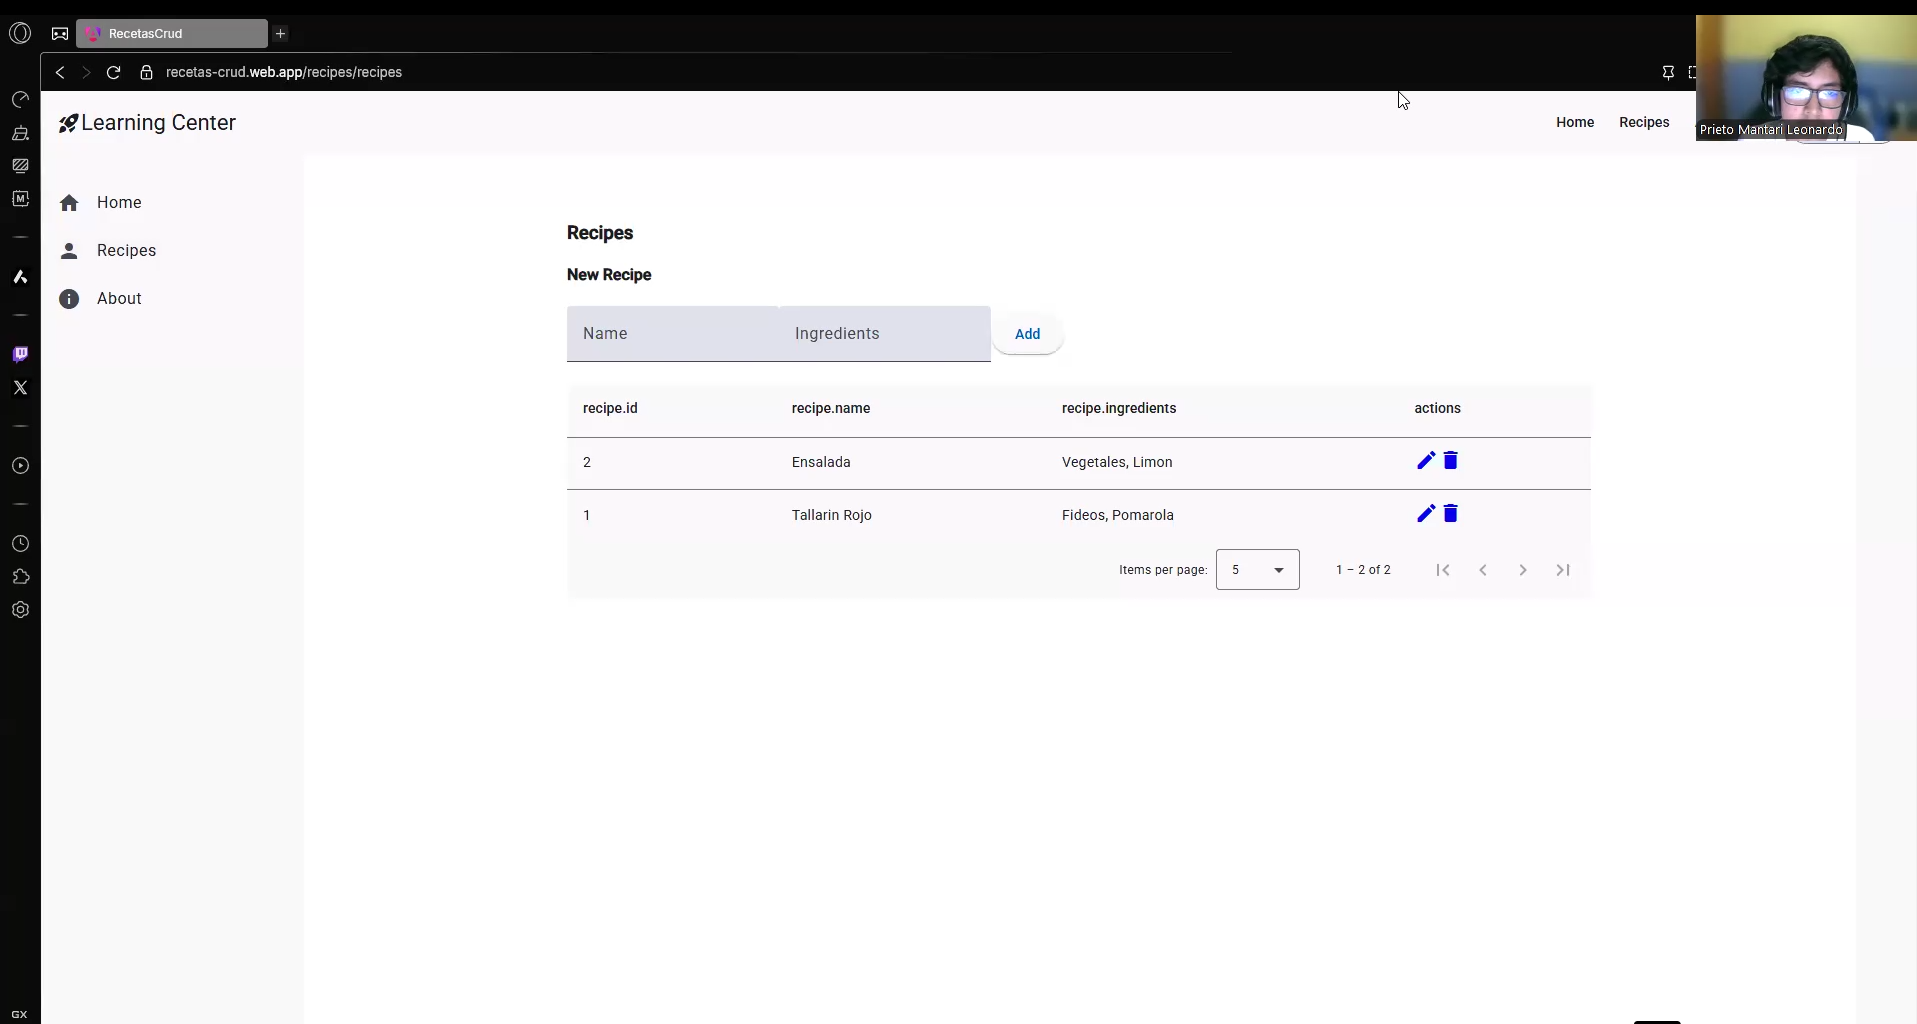 RecetasCrud
recetas-crud.web.app/recipes/recipes
Prieto Mantari Leonardo
Learning Center
Home Recipes
Home
Recipes
About
Recipes
New Recipe
Name Ingredients Add
recipe.id recipe.name recipe.ingredients actions
2 Ensalada Vegetales, Limon
1 Tallarin Rojo Fideos, Pomarola
Items per page: 5 1 – 2 of 2
GX